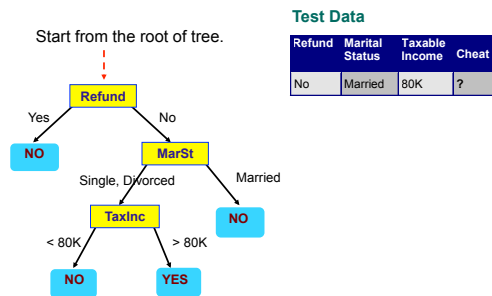 Test Data
Start from the root of tree.
Refund Marital Status Taxable Income Cheat
No Married 80K ?
Refund
Yes No
NO MarSt
Single, Divorced Married
TaxInc NO
< 80K > 80K
NO YES